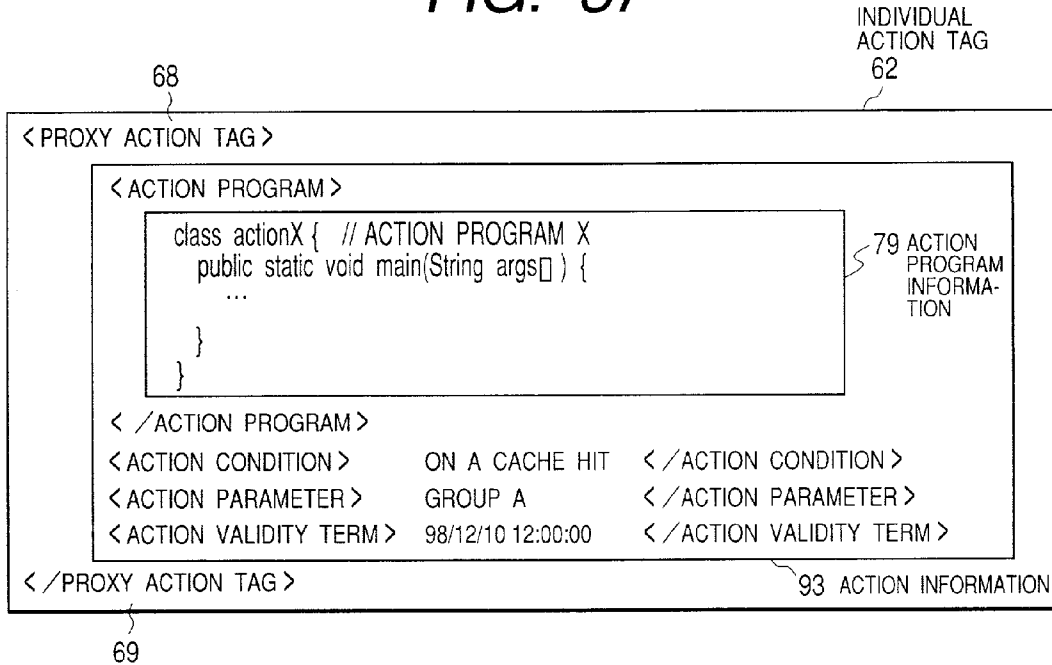 FIG. 37
INDIVIDUAL
ACTION TAG
62
68
<PROXY ACTION TAG>
<ACTION PROGRAM>
class actionX { // ACTION PROGRAM X
public static void main(String args[] ) {
...
}
}
79 ACTION
PROGRAM
INFORMA-
TION
</ACTION PROGRAM>
<ACTION CONDITION> ON A CACHE HIT </ACTION CONDITION>
<ACTION PARAMETER> GROUP A </ACTION PARAMETER>
<ACTION VALIDITY TERM> 98/12/10 12:00:00 </ACTION VALIDITY TERM>
</PROXY ACTION TAG>
93 ACTION INFORMATION
69